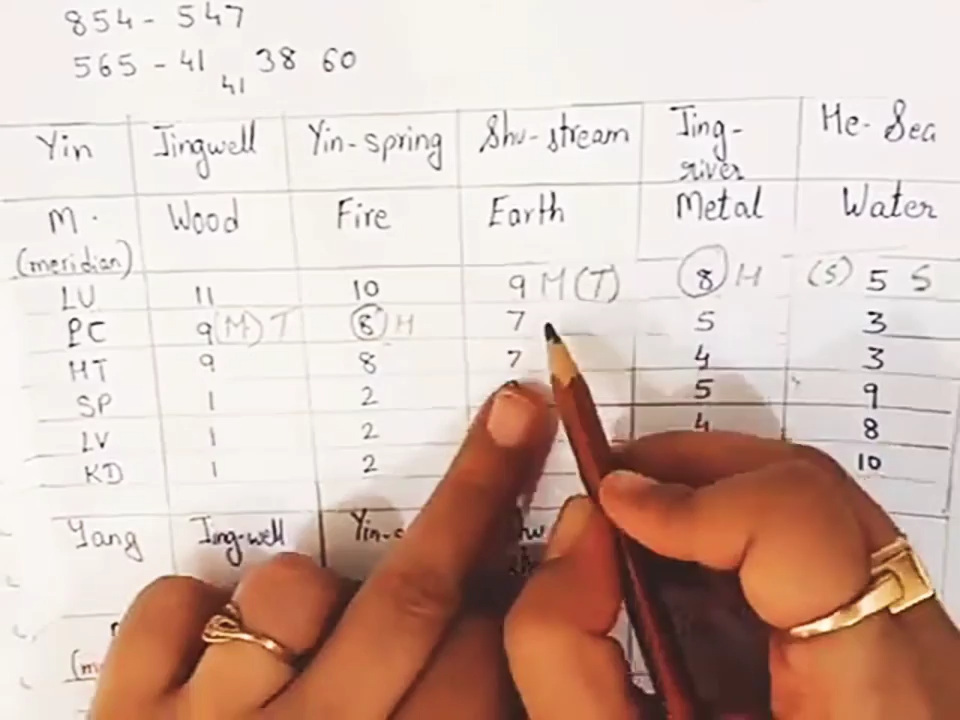 854 - 547
565 - 41 41 38 60
Yin Jingwell Yin-spring Shu-stream Jing-river He-Sea
M. (meridian) Wood Fire Earth Metal Water
LU 11 10 9 M (T) 8 H (S) 5 S
PC 9 (M) T 8 H 7 5 3
HT 9 8 7 4 3
SP 1 2 5 9
LV 1 2 4 8
KD 1 2 10
Yang Jing-well